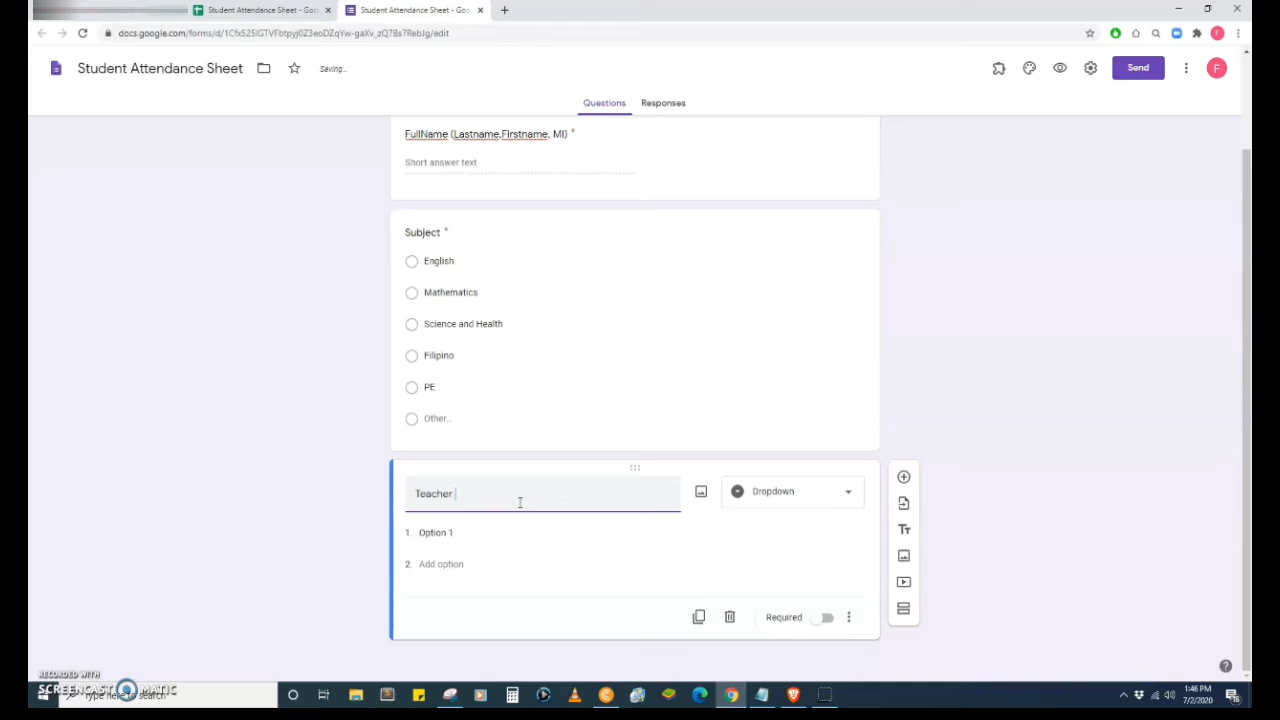 Student Attendance Sheet - Goo
Student Attendance Sheet - Goo
docs.google.com/forms/d/1Cfx525IGTVFbtpyj0Z3eoDZqYw-gaXv_zQ78s7RebJg/edit
Student Attendance Sheet
Saving...
Send
F
Questions
Responses
FullName (Lastname,Firstname, MI) *
Short answer text
Subject *
English
Mathematics
Science and Health
Filipino
PE
Other...
Teacher
Dropdown
1. Option 1
2. Add option
Required
RECORDED WITH
SCREENCAST MATIC
Type here to search
1:46 PM
7/2/2020